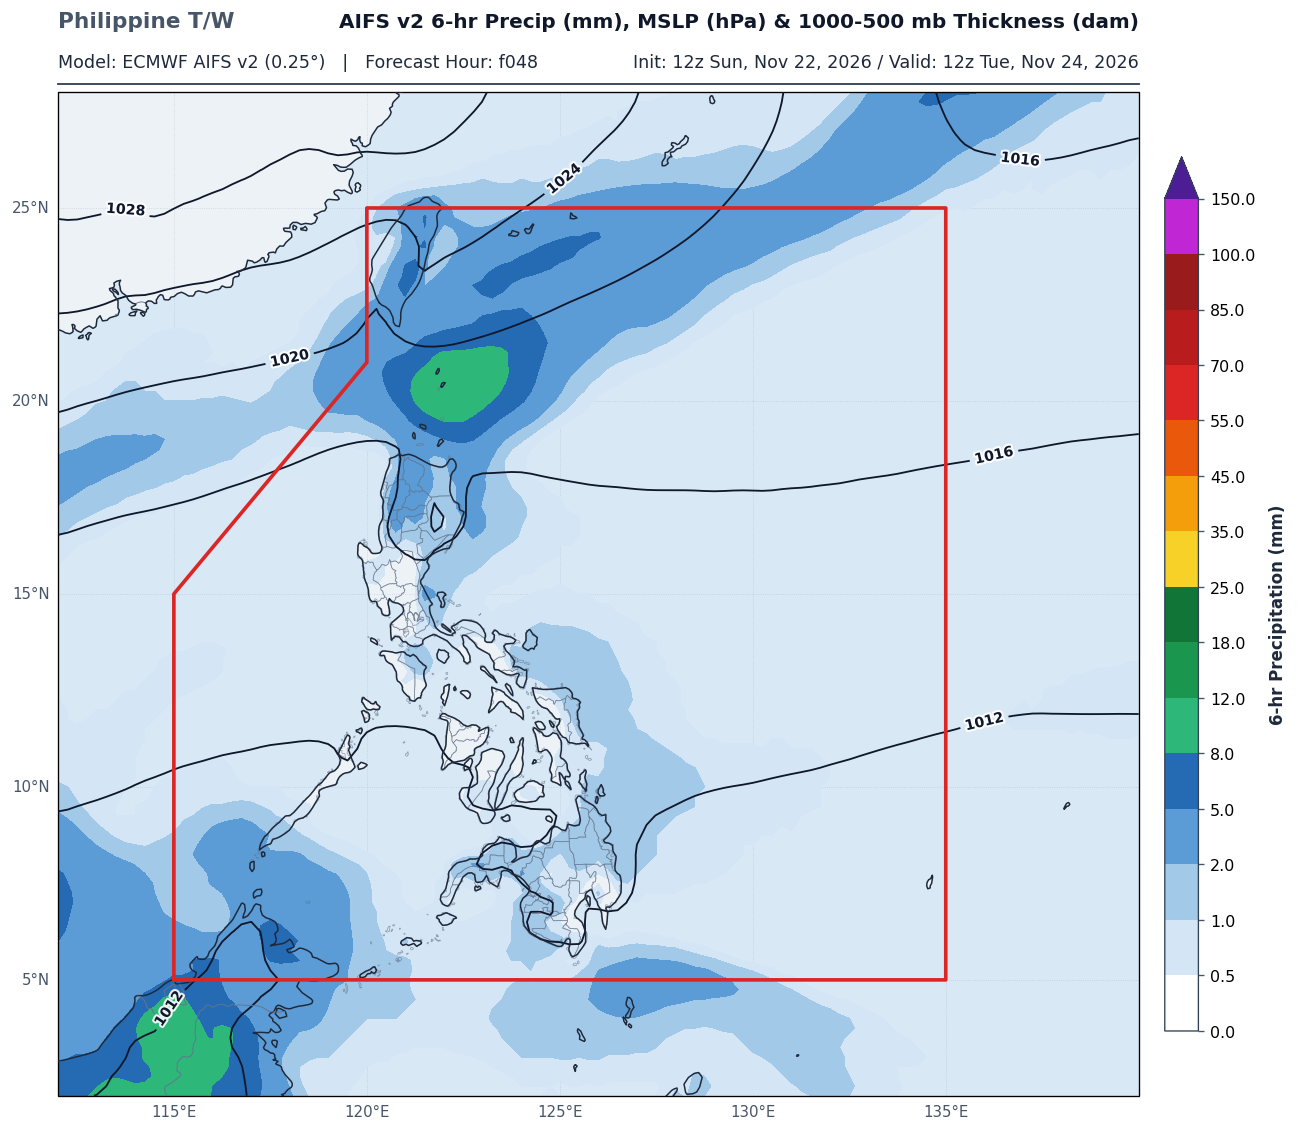 Philippine T/W
AIFS v2 6-hr Precip (mm), MSLP (hPa) & 1000-500 mb Thickness (dam)
Model: ECMWF AIFS v2 (0.25°) | Forecast Hour: f048
Init: 12z Sun, Nov 22, 2026 / Valid: 12z Tue, Nov 24, 2026
1016
1024
1028
25°N
1020
20°N
1016
15°N
1012
10°N
5°N
1012
115°E
120°E
125°E
130°E
135°E
150.0
100.0
85.0
70.0
55.0
45.0
35.0
25.0
18.0
12.0
8.0
5.0
2.0
1.0
0.5
0.0
6-hr Precipitation (mm)